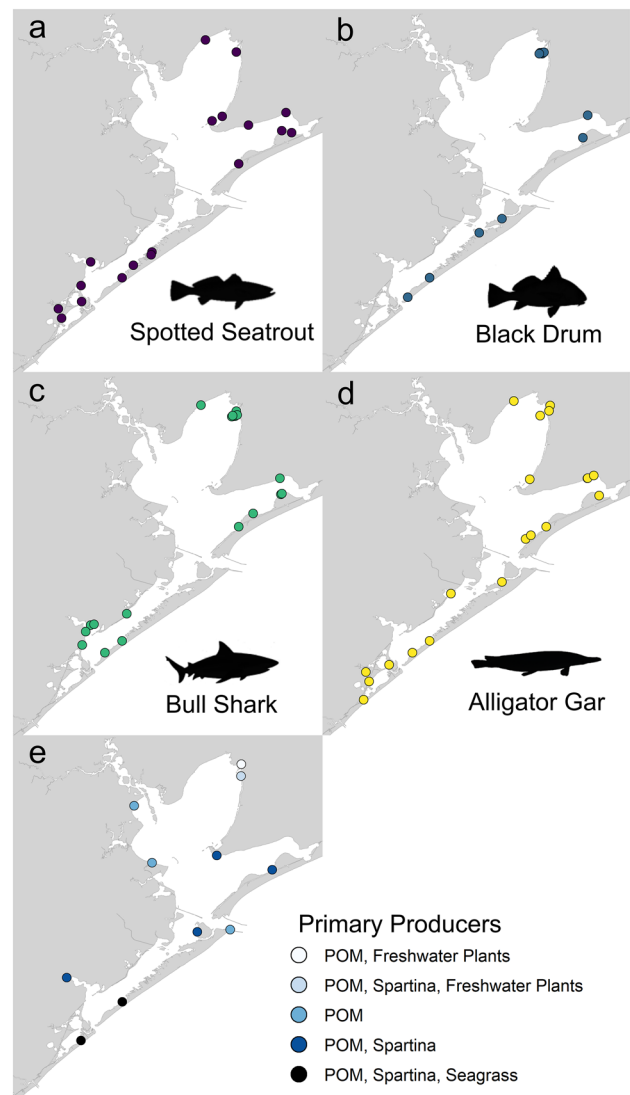 a
Spotted Seatrout
b
Black Drum
c
Bull Shark
d
Alligator Gar
e
Primary Producers
POM, Freshwater Plants
POM, Spartina, Freshwater Plants
POM
POM, Spartina
POM, Spartina, Seagrass